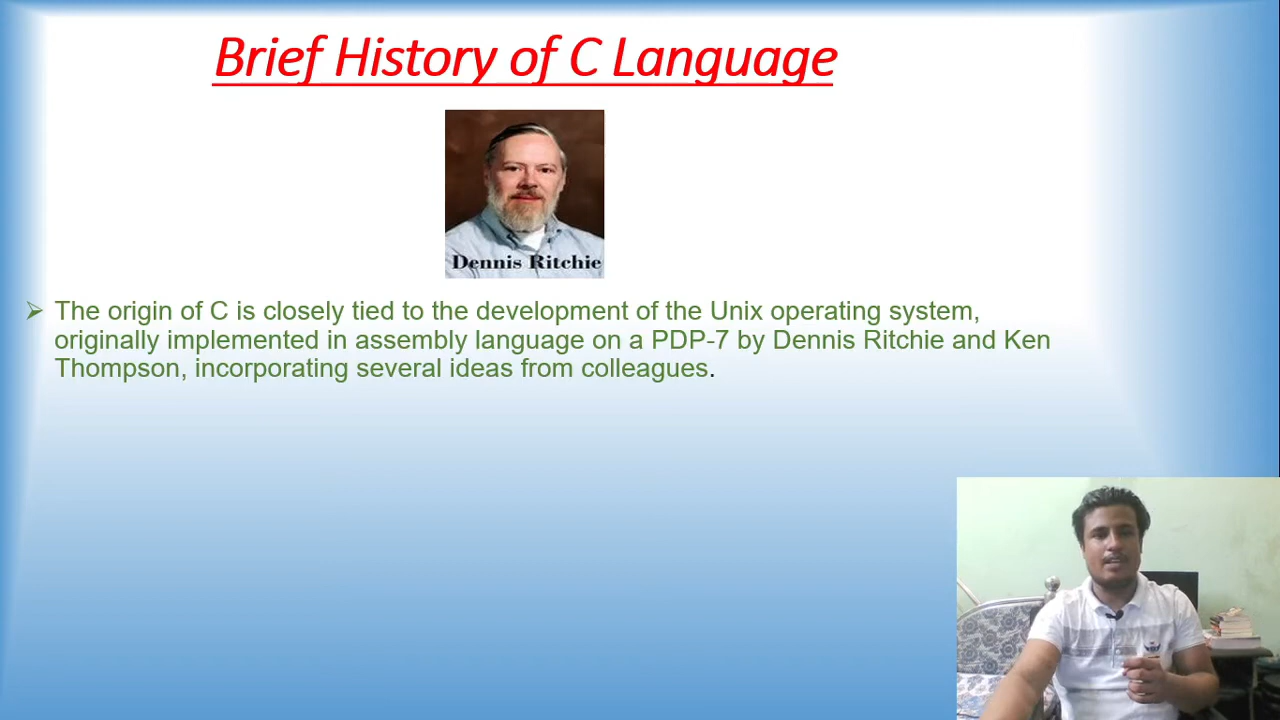 Brief History of C Language
Dennis Ritchie
➢ The origin of C is closely tied to the development of the Unix operating system,
originally implemented in assembly language on a PDP-7 by Dennis Ritchie and Ken
Thompson, incorporating several ideas from colleagues.